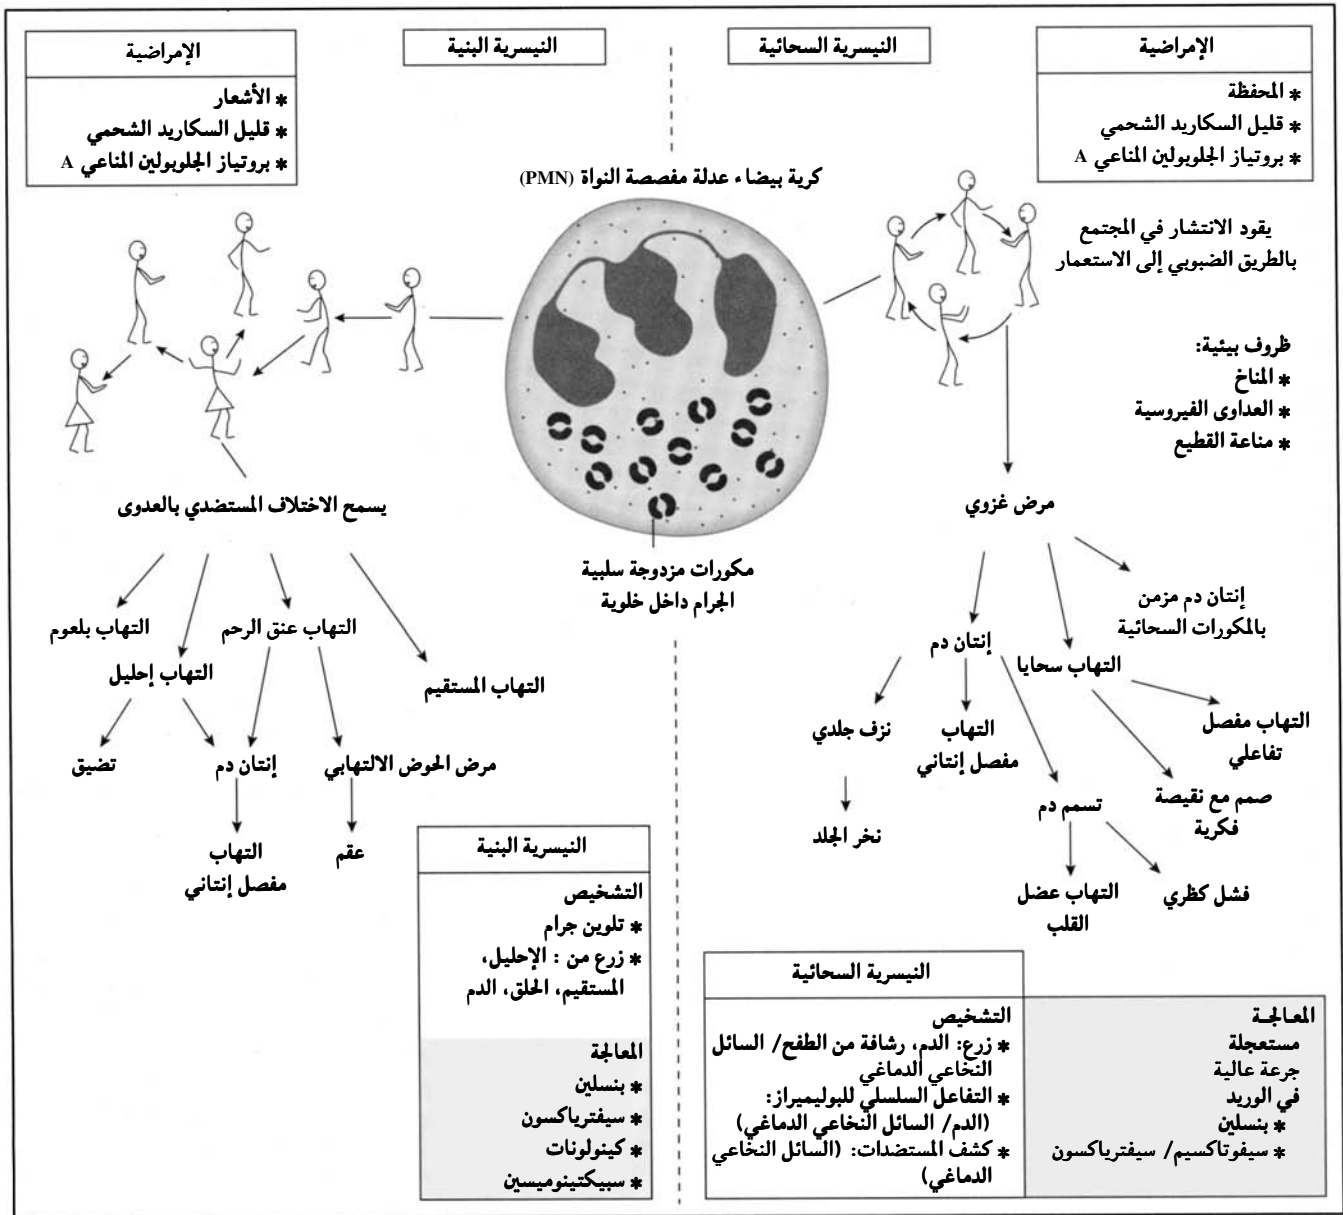 النيسرية السحائية
الإمراضية
* المحفظة
* قليل السكاريد الشحمي
* بروتياز الجلوبولين المناعي A
يقود الانتشار في المجتمع
بالطريق الضبوبي إلى الاستعمار
ظروف بيئية:
* المناخ
* العداوى الفيروسية
* مناعة القطيع
مرض غزوي
إنتان دم مزمن
بالمكورات السحائية
التهاب سحايا
إنتان دم
التهاب مفصل
تفاعلي
صمم مع نقيصة
فكرية
التهاب
مفصل إنتاني
نزف جلدي
نخر الجلد
تسمم دم
فشل كظري
التهاب عضل
القلب
النيسرية السحائية
المعالجـة
مستعجلة
جرعة عالية
في الوريد
* بنسلين
* سيفوتاكسيم/ سيفترياكسون
التشخيص
* زرع: الدم، رشافة من الطفح/ السائل
النخاعي الدماغي
* التفاعل السلسلي للبوليميراز:
(الدم/ السائل النخاعي الدماغي)
* كشف المستضدات: (السائل النخاعي
الدماغي)
كرية بيضاء عدلة مفصصة النواة (PMN)
مكورات مزدوجة سلبية
الجرام داخل خلوية
النيسرية البنية
الإمراضية
* الأشعار
* قليل السكاريد الشحمي
* بروتياز الجلوبولين المناعي A
يسمح الاختلاف المستضدي بالعدوى
التهاب المستقيم
التهاب عنق الرحم
التهاب إحليل
التهاب بلعوم
مرض الحوض الالتهابي
إنتان دم
تضيق
عقم
التهاب
مفصل إنتاني
النيسرية البنية
التشخيص
* تلوين جرام
* زرع من : الإحليل،
المستقيم، الحلق، الدم
المعالجة
* بنسلين
* سيفترياكسون
* كينولونات
* سبيكتينوميسين